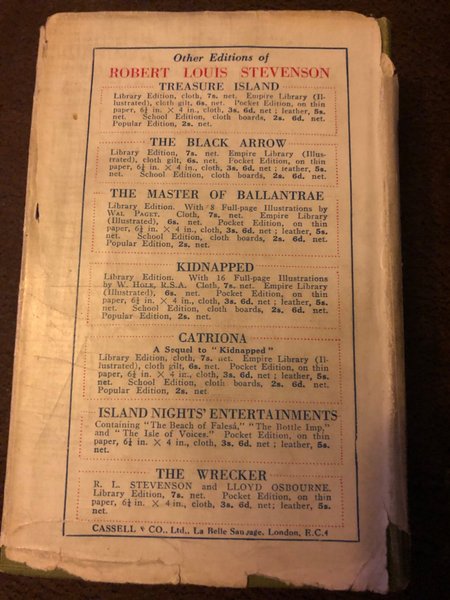 Other Editions of
ROBERT LOUIS STEVENSON
TREASURE ISLAND
Library Edition, cloth, 7s. net. Empire Library (Il-
lustrated), cloth gilt, 6s. net. Pocket Edition, on thin
paper, 6½ in. × 4 in., cloth, 3s. 6d. net; leather, 5s.
net. School Edition, cloth boards, 2s. 6d. net.
Popular Edition, 2s. net.
THE BLACK ARROW
Library Edition, 7s. net. Empire Library (Illus-
trated), cloth gilt, 6s. net. Pocket Edition, on thin
paper, 6½ in. × 4 in., cloth, 3s. 6d. net; leather, 5s.
net. School Edition, cloth boards, 2s. 6d. net.
THE MASTER OF BALLANTRAE
Library Edition. With 8 Full-page Illustrations by
WAL PAGET. Cloth, 7s. net. Empire Library
(Illustrated), 6s. net. Pocket Edition, on thin
paper, 6½ in. × 4 in., cloth, 3s. 6d. net; leather, 5s.
net. School Edition, cloth boards, 2s. 6d. net.
Popular Edition, 2s. net.
KIDNAPPED
Library Edition. With 16 Full-page Illustrations
by W. HOLE, R.S.A. Cloth, 7s. net. Empire Library
(Illustrated), 6s. net. Pocket Edition, on thin
paper, 6½ in. × 4 in., cloth, 3s. 6d. net; leather, 5s.
net. School Edition, cloth boards, 2s. 6d. net.
Popular Edition, 2s. net.
CATRIONA
A Sequel to "Kidnapped"
Library Edition, cloth, 7s. net. Empire Library (Il-
lustrated), cloth gilt, 6s. net. Pocket Edition, on thin
paper, 6½ in. × 4 in., cloth, 3s. 6d. net; leather, 5s.
net. School Edition, cloth boards, 2s. 6d. net.
Popular Edition, 2s. net.
ISLAND NIGHTS' ENTERTAINMENTS
Containing "The Beach of Falesá," "The Bottle Imp,"
and "The Isle of Voices." Pocket Edition, on thin
paper, 6½ in. × 4 in., cloth, 3s. 6d. net; leather, 5s.
net.
THE WRECKER
R. L. STEVENSON and LLOYD OSBOURNE.
Library Edition, 7s. net. Pocket Edition, on thin
paper, 6½ in. × 4 in., cloth, 3s. 6d. net; leather, 5s.
net.
CASSELL & CO., Ltd., La Belle Sauvage, London, E.C.4